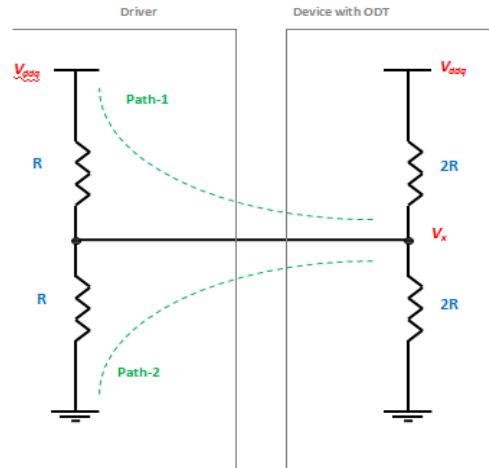 Driver
Device with ODT
Vddq
Vddq
Path-1
R
2R
Vx
R
2R
Path-2